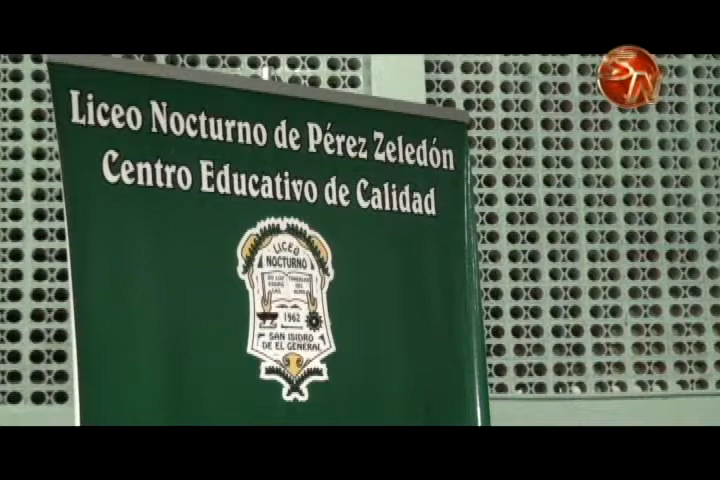 Liceo Nocturno de Pérez Zeledón
Centro Educativo de Calidad
LICEO
NOCTURNO
1962
SAN ISIDRO
DE EL GENERAL